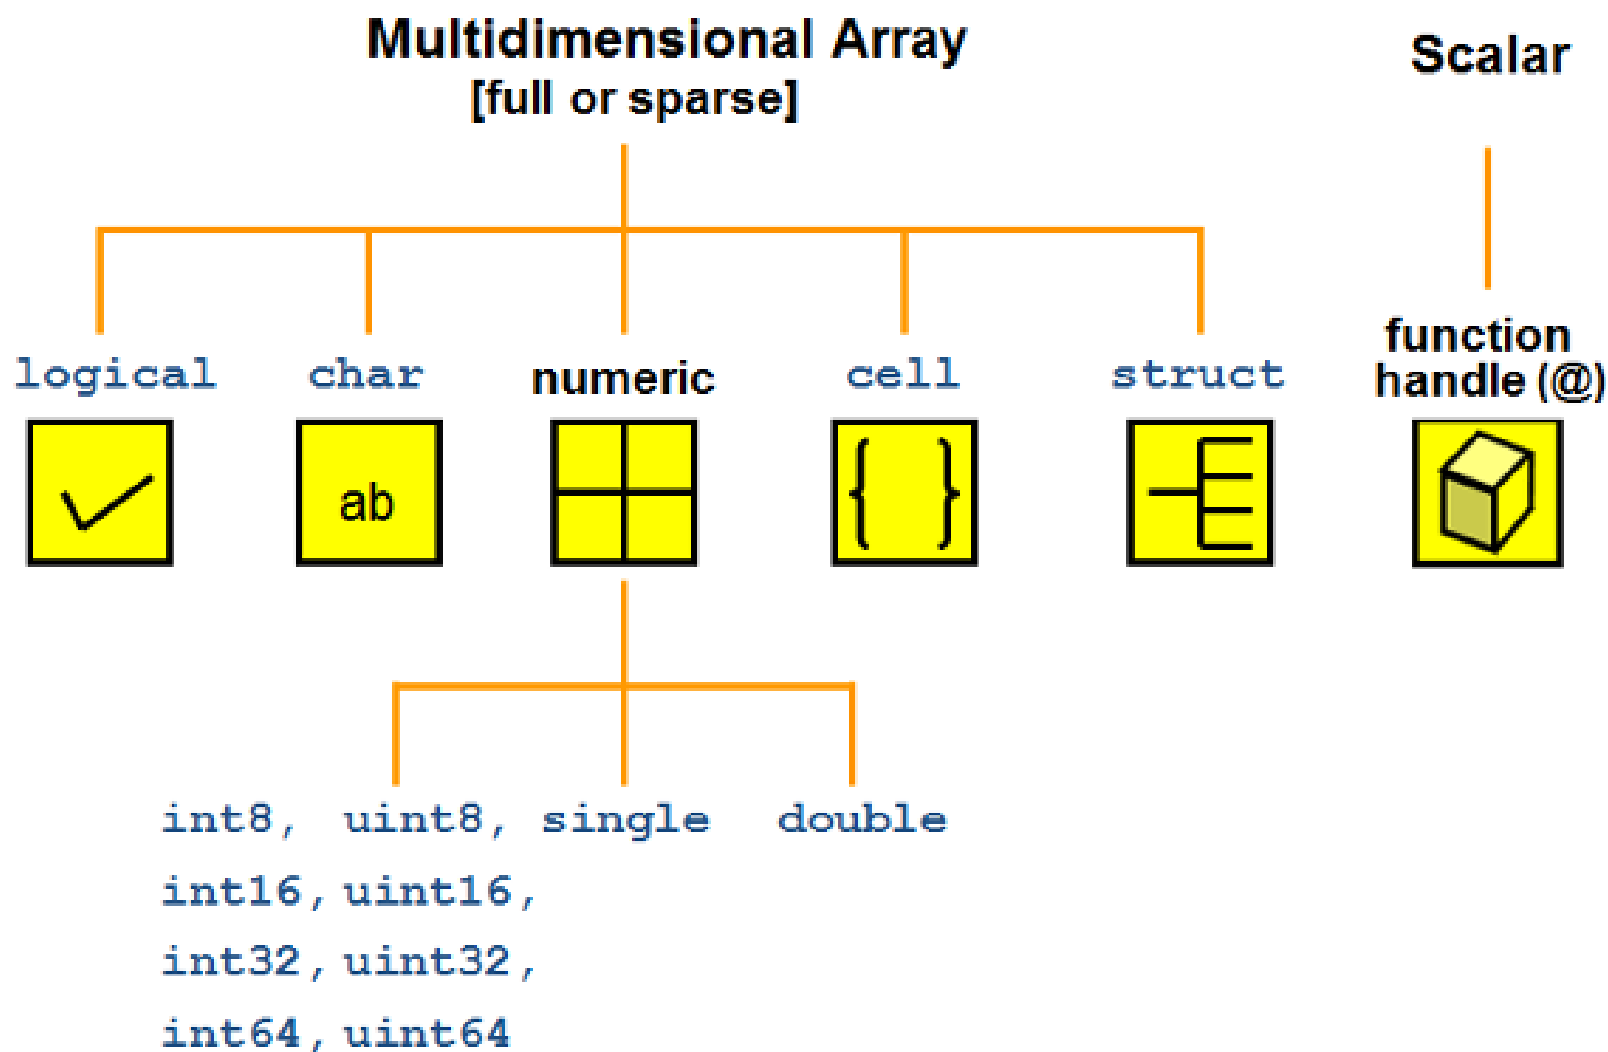 Multidimensional Array
[full or sparse]
Scalar
logical
char
numeric
cell
struct
function
handle (@)
ab
{ }
int8, uint8, single double
int16, uint16,
int32, uint32,
int64, uint64